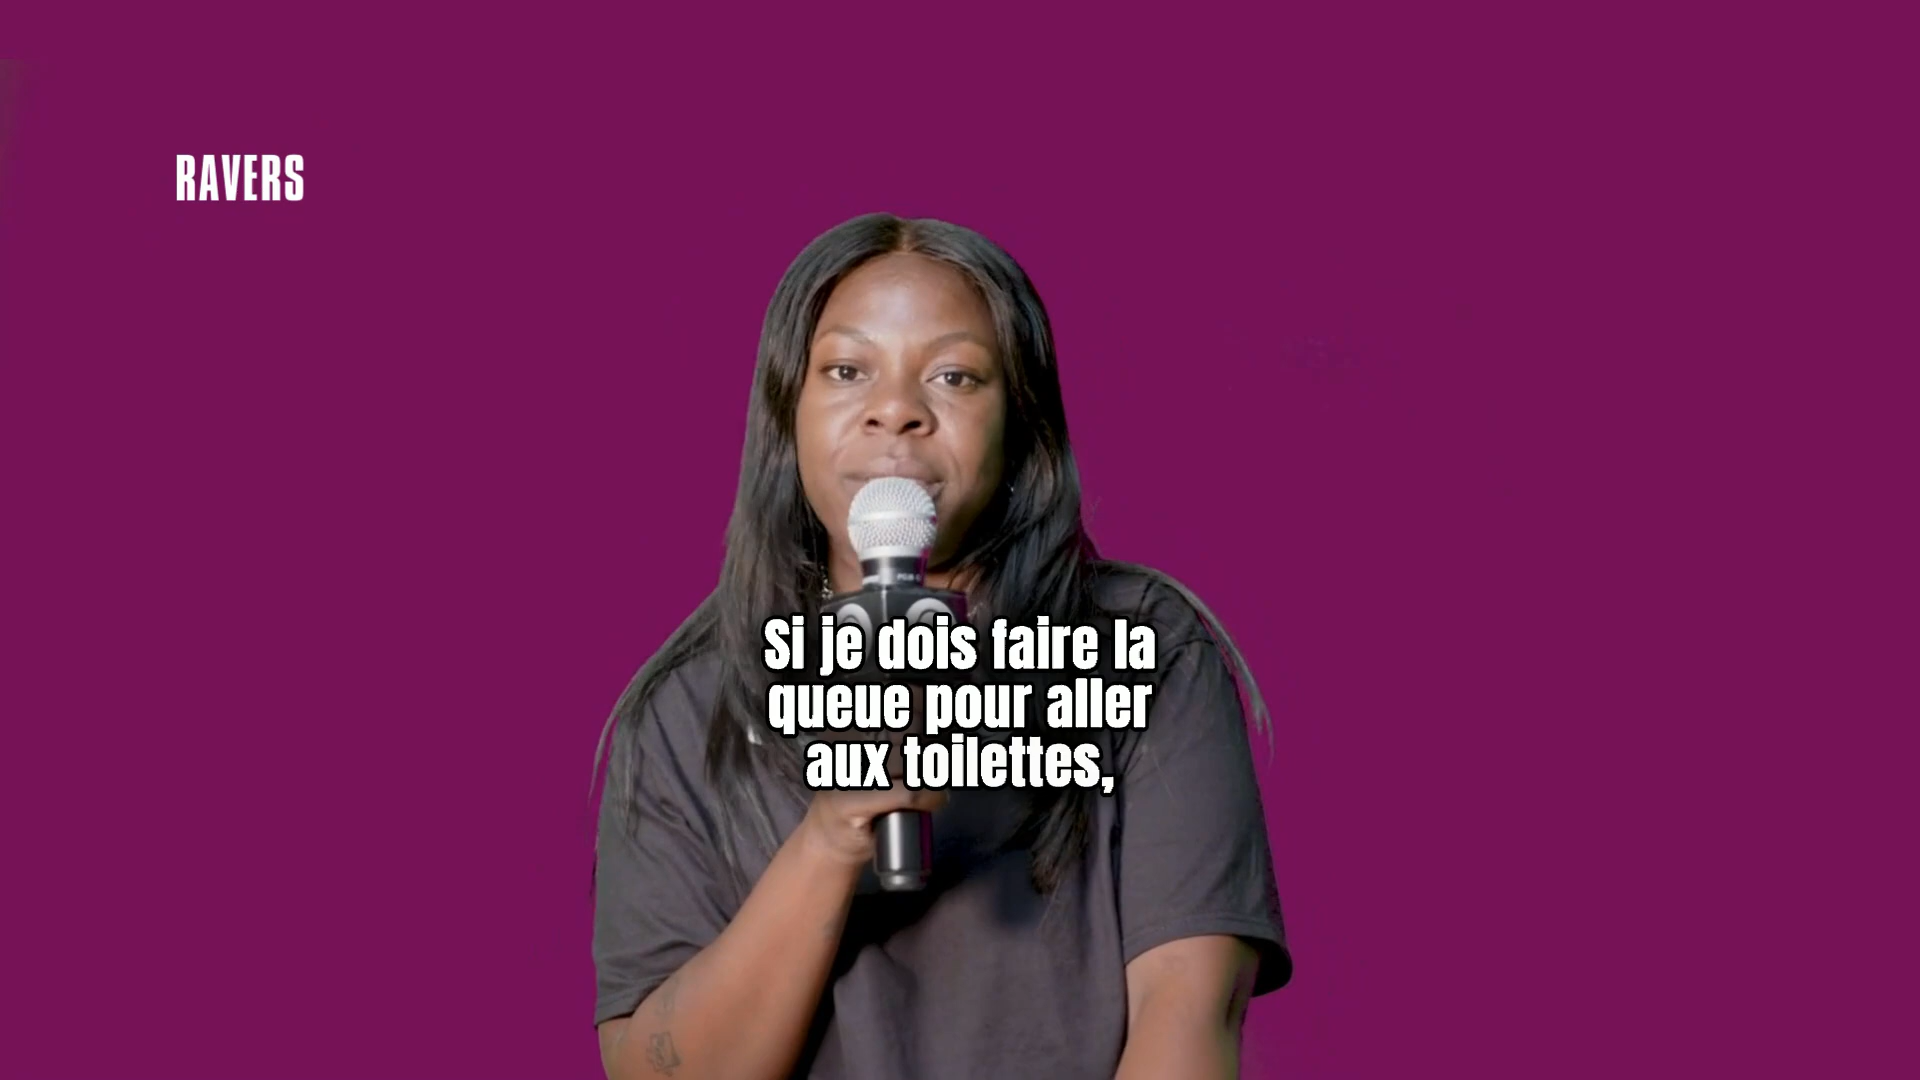 RAVERS
Si je dois faire la
queue pour aller
aux toilettes,